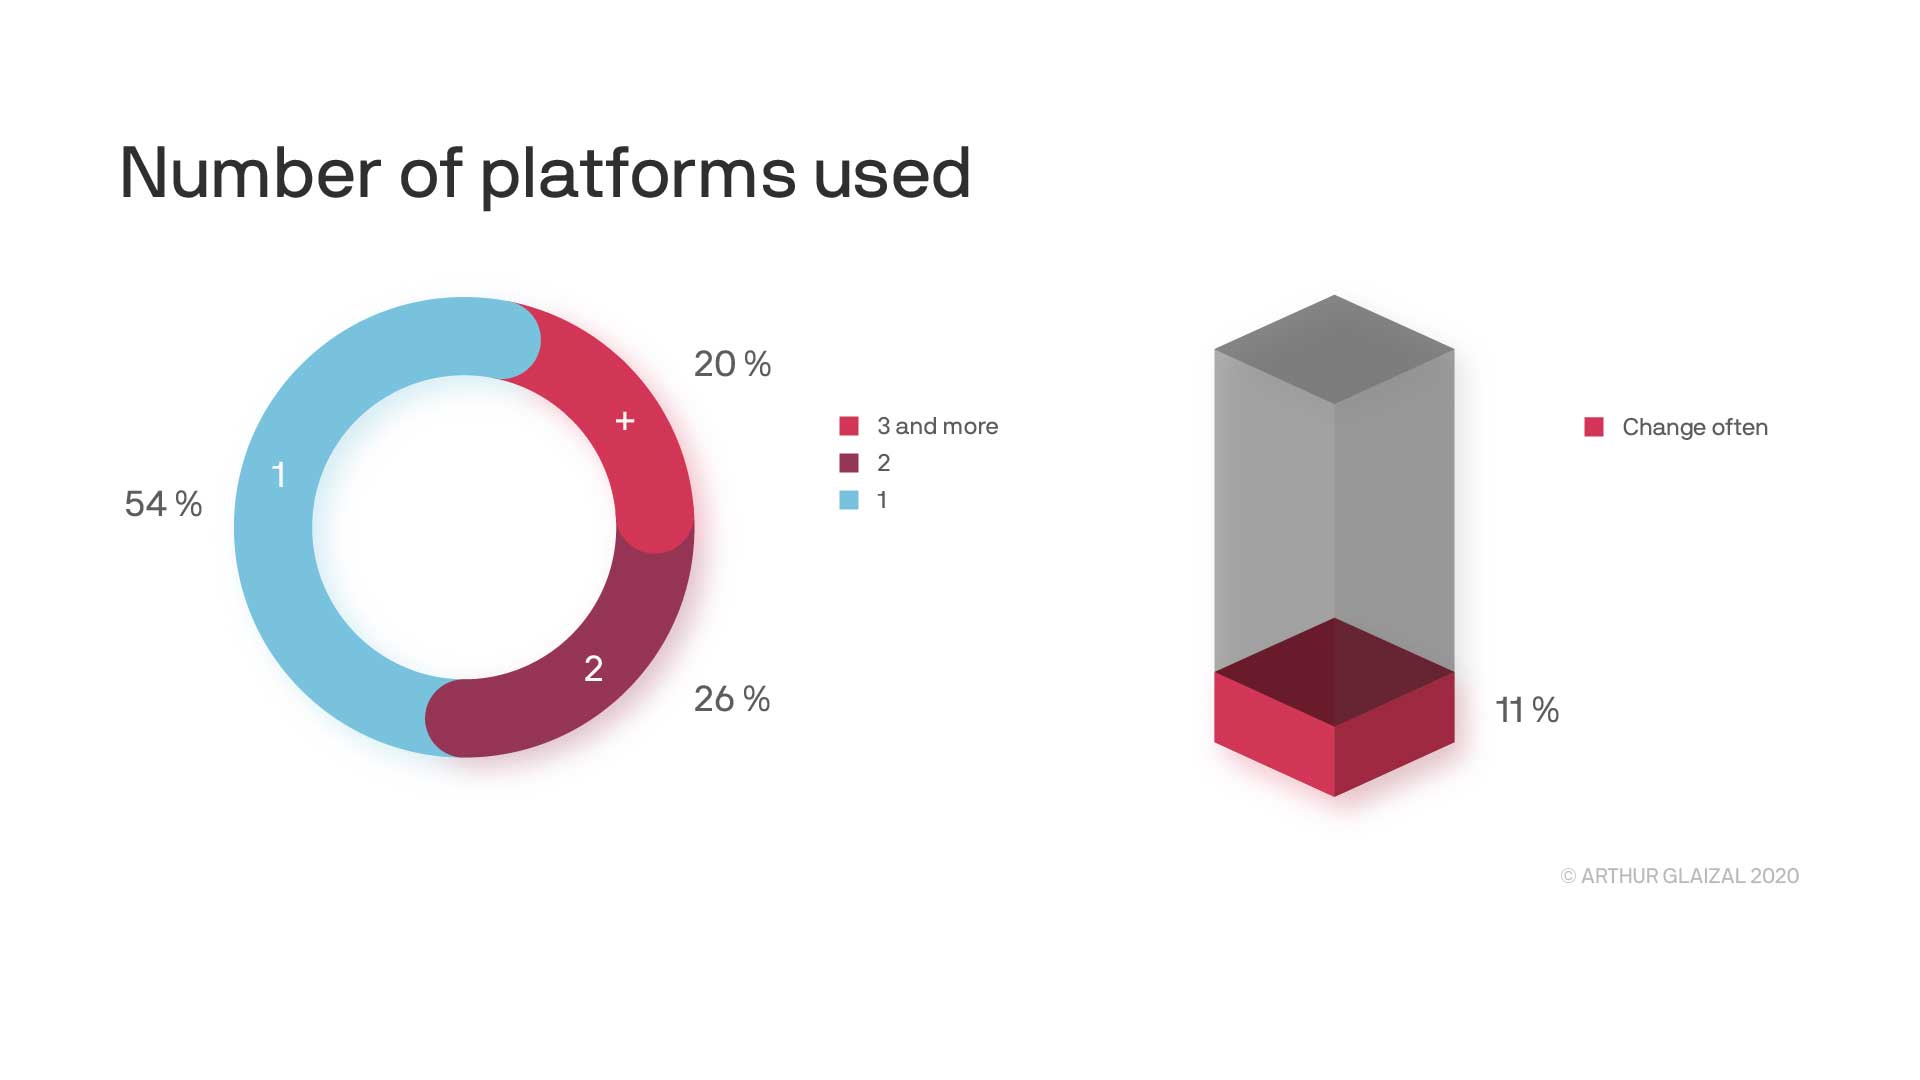 Number of platforms used
1
+
2
54 %
20 %
26 %
3 and more
2
1
Change often
11 %
© ARTHUR GLAIZAL 2020